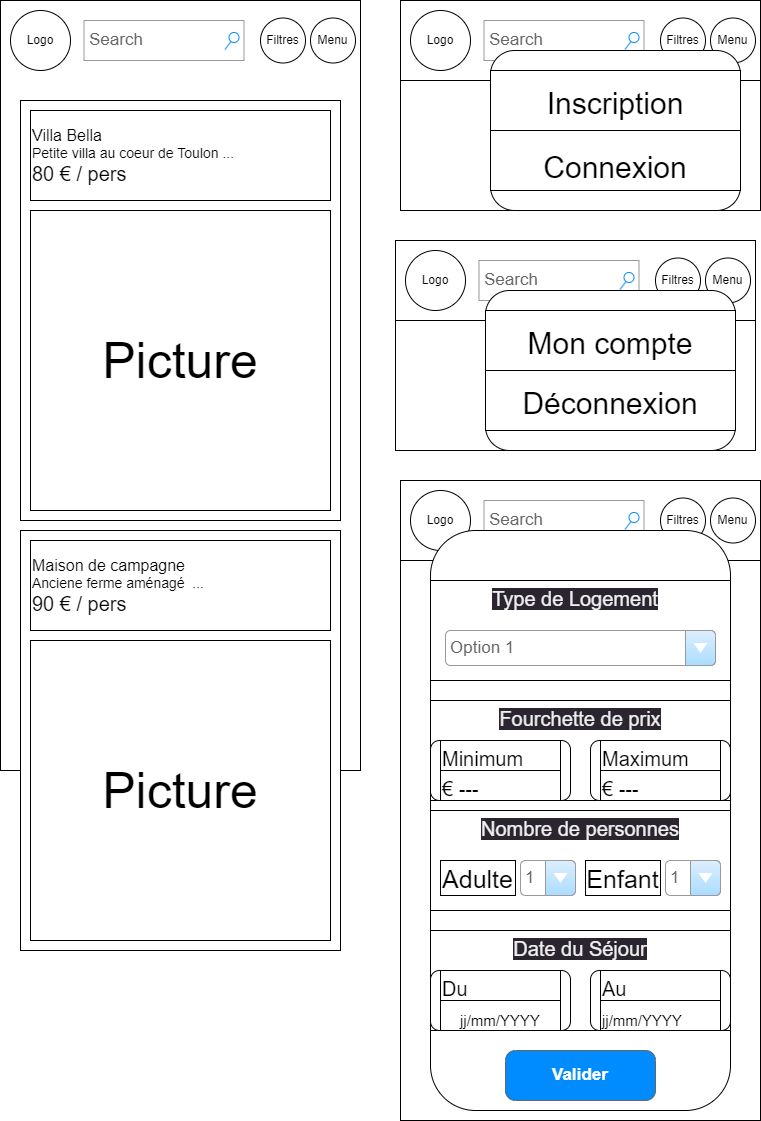 Logo
Search
Filtres
Menu
Villa Bella
Petite villa au coeur de Toulon ...
80 € / pers
Picture
Maison de campagne
Anciene ferme aménagé ...
90 € / pers
Picture
Logo
Search
Filtres
Menu
Inscription
Connexion
Logo
Search
Filtres
Menu
Mon compte
Déconnexion
Logo
Search
Filtres
Menu
Type de Logement
Option 1
Fourchette de prix
Minimum
€ ---
Maximum
€ ---
Nombre de personnes
Adulte
1
Enfant
1
Date du Séjour
Du
jj/mm/YYYY
Au
jj/mm/YYYY
Valider